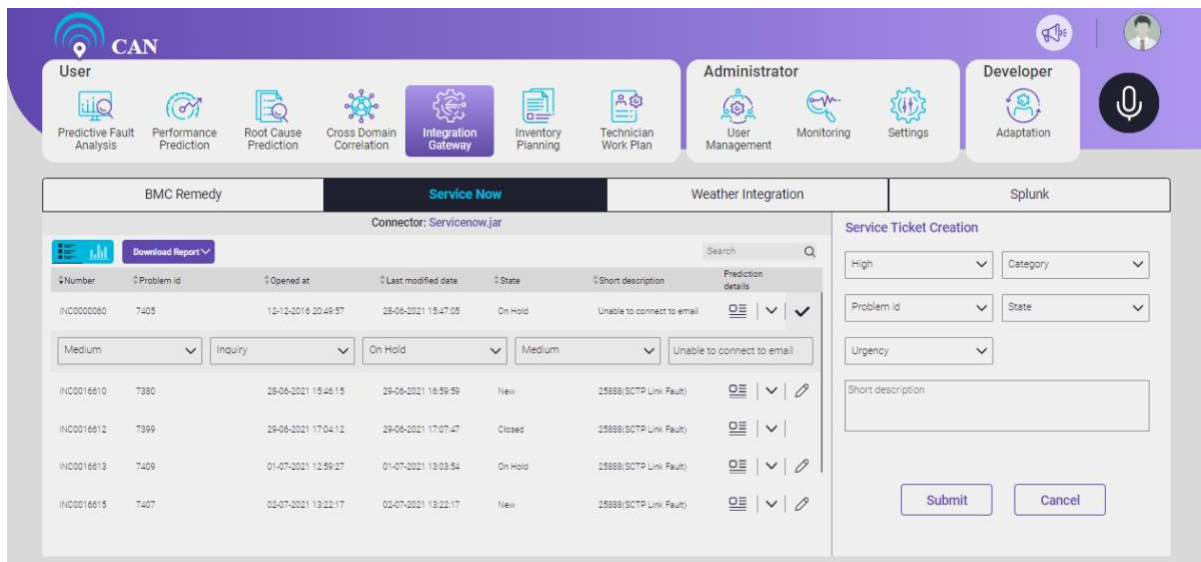 CAN
User
Administrator
Developer
Predictive Fault Analysis
Performance Prediction
Root Cause Prediction
Cross Domain Correlation
Integration Gateway
Inventory Planning
Technician Work Plan
User Management
Monitoring
Settings
Adaptation
BMC Remedy
Service Now
Weather Integration
Splunk
Connector: Servicenow.jar
Download Report
Search
Number Problem id Opened at Last modified date State Short description Prediction details
INC0000060 7405 12-12-2016 20:49:57 28-06-2021 15:47:05 On Hold Unable to connect to email
Medium Inquiry On Hold Medium Unable to connect to email
INC0016610 7380 28-06-2021 15:46:15 29-06-2021 16:59:59 New 25888(SCTP Link Fault)
INC0016612 7399 29-06-2021 17:04:12 29-06-2021 17:07:47 Closed 25888(SCTP Link Fault)
INC0016613 7409 01-07-2021 12:59:27 01-07-2021 13:03:54 On Hold 25888(SCTP Link Fault)
INC0016615 7407 02-07-2021 13:22:17 02-07-2021 13:22:17 New 25888(SCTP Link Fault)
Service Ticket Creation
High Category
Problem id State
Urgency
Short description
Submit Cancel